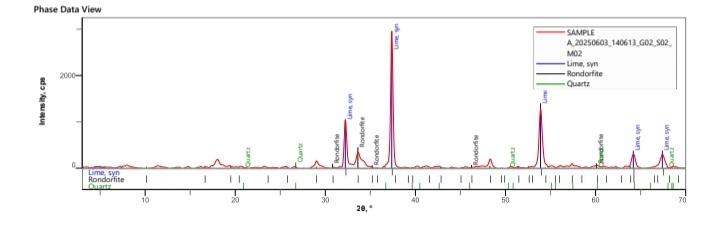 Phase Data View
SAMPLE
A_20250603_140613_G02_S02_
M02
Lime, syn
Rondorfite
Quartz
Intensity, cps
2000
0
Quartz
Quartz
Rondorfite
Lime, syn
Rondorfite
Rondorfite
Lime, syn
Rondorfite
Quartz
Lime
Rondorfite
Lime, syn
Lime, syn
Quartz
Lime, syn
Rondorfite
Quartz
10
20
30
40
50
60
70
2θ, °